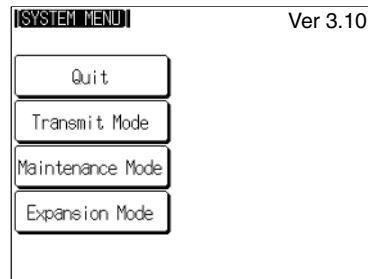 [SYSTEM MENU]
Ver 3.10
Quit
Transmit Mode
Maintenance Mode
Expansion Mode